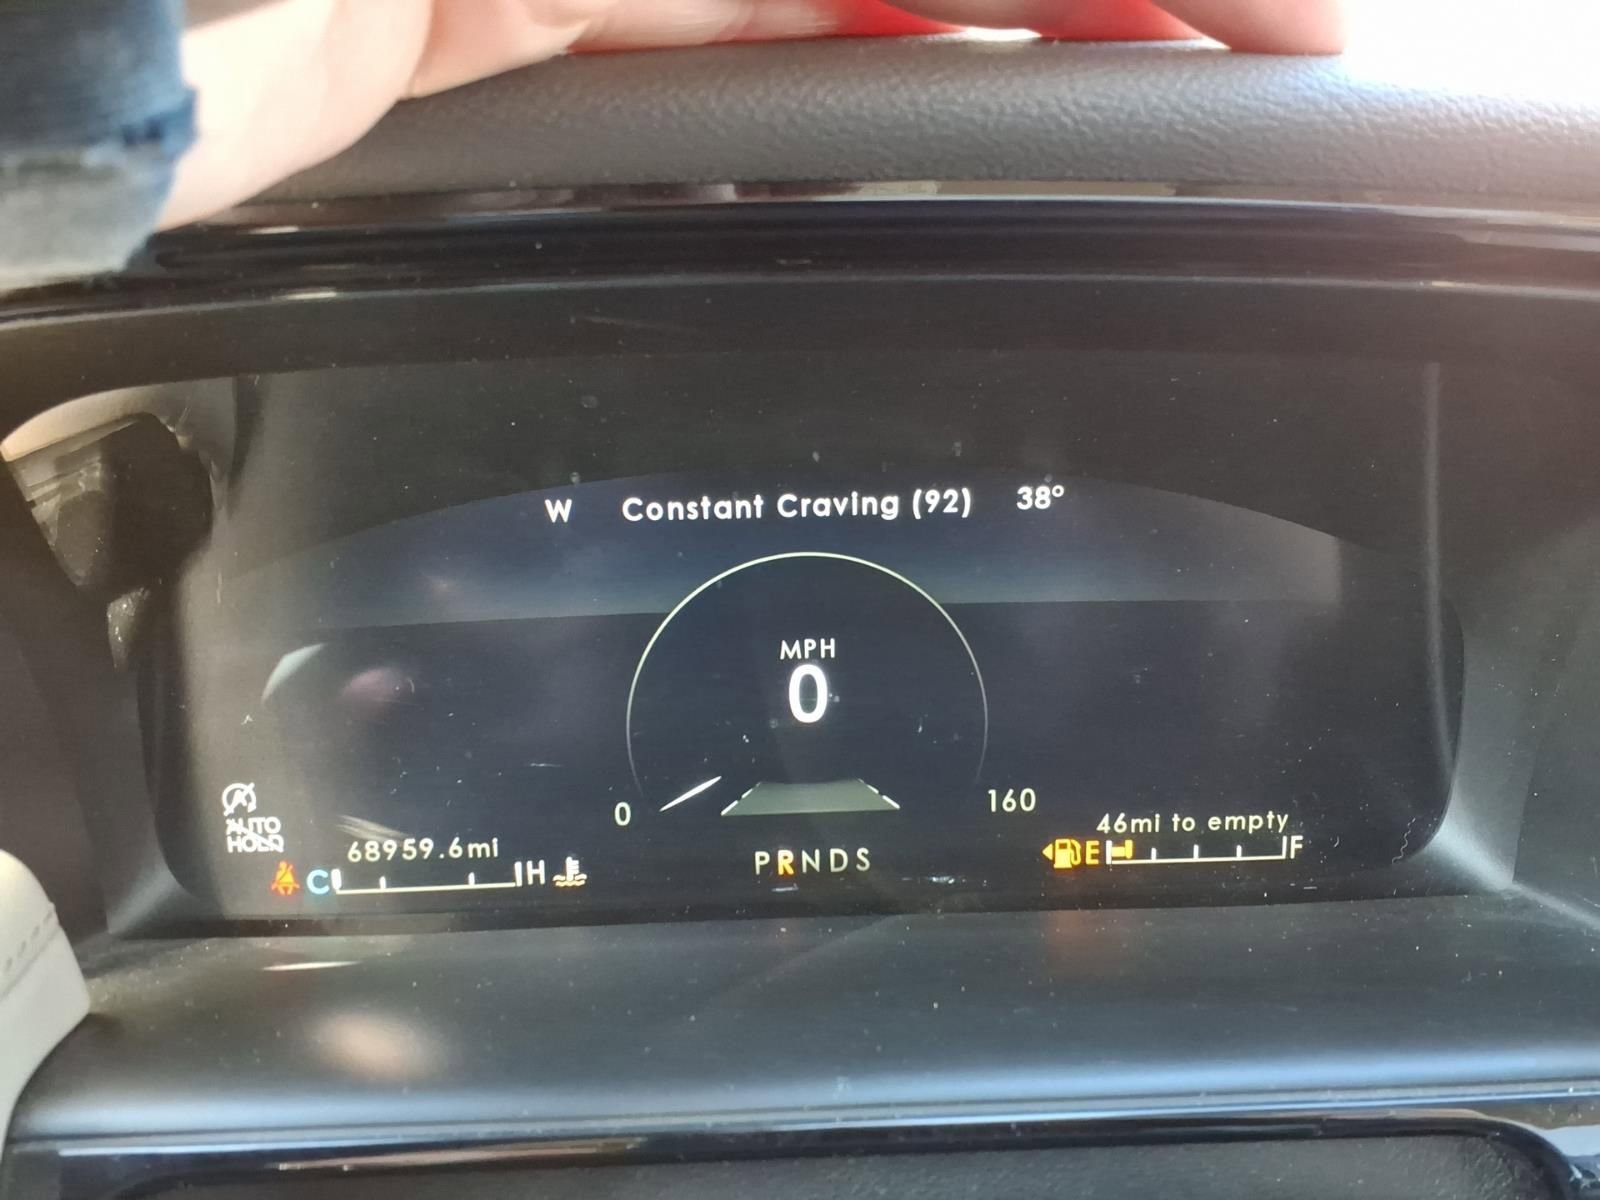 W Constant Craving (92) 38°
MPH
0
0 160
A
AUTO
HOLD
68959.6mi
C H
PRNDS
46mi to empty
E F